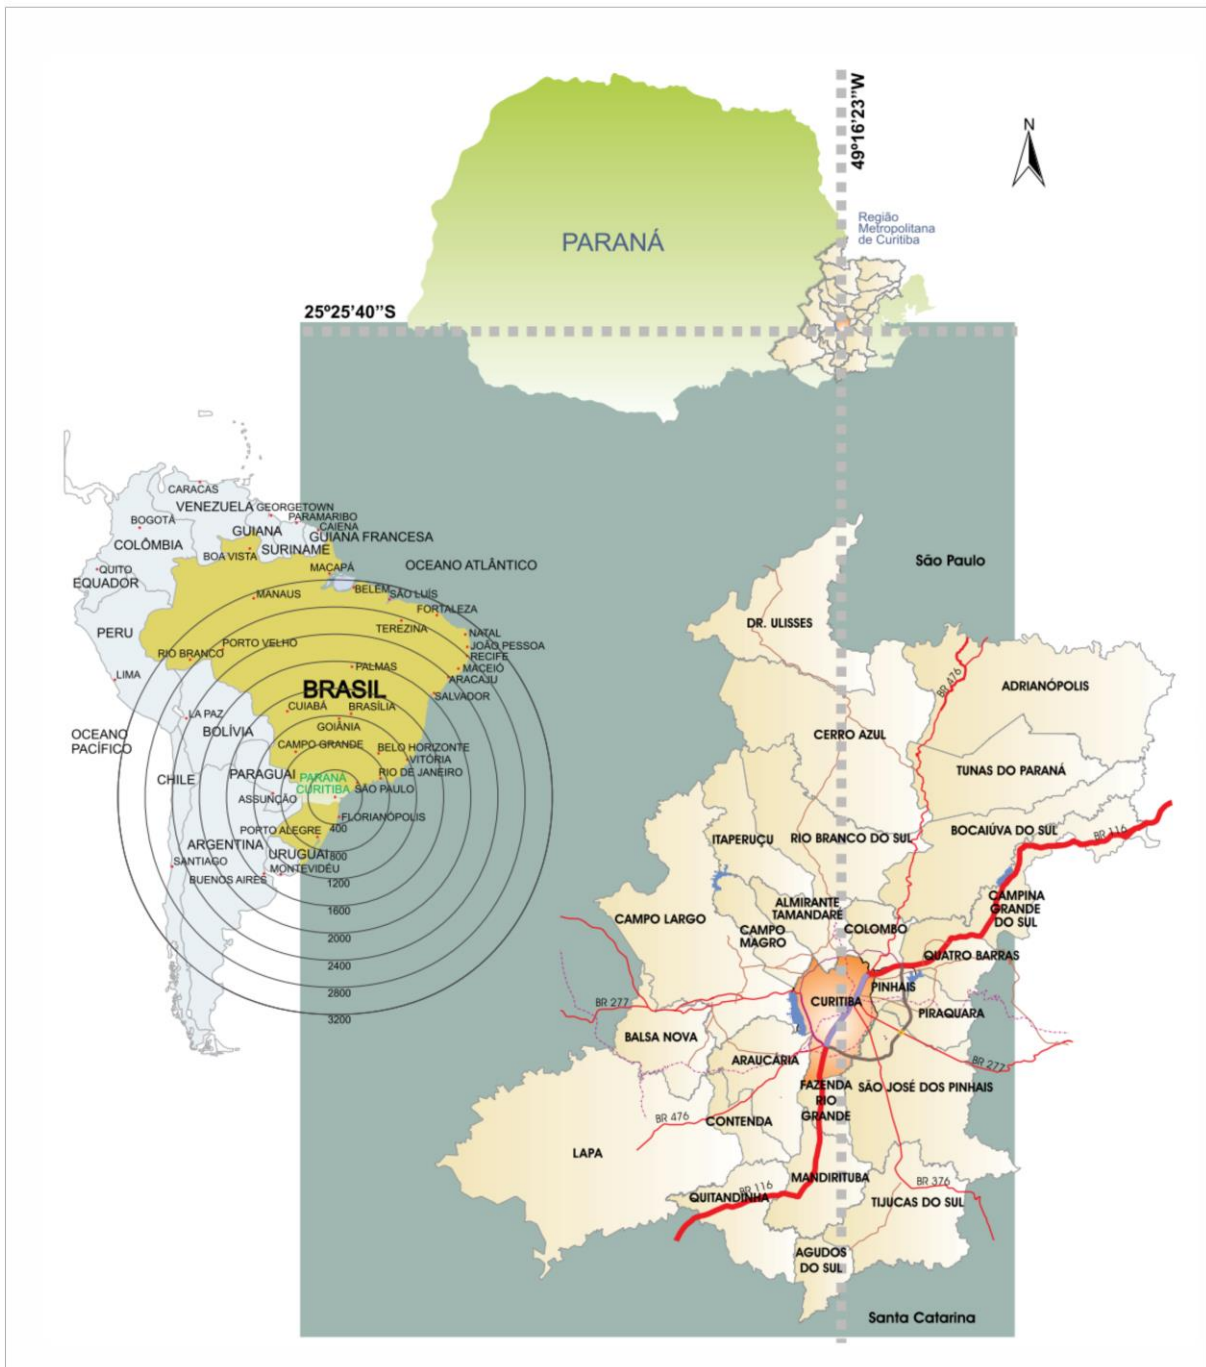 49º16'23''W
N
Região
Metropolitana
de Curitiba
PARANÁ
25º25'40''S
CARACAS
VENEZUELA
GEORGETOWN
PARAMARIBO
CAIENA
BOGOTÀ
GUIANA
GUIANA FRANCESA
COLÔMBIA
SURINAME
BOA VISTA
OCEANO ATLÂNTICO
QUITO
MACAPÁ
EQUADOR
BELEM
SÃO LUÍS
MANAUS
FORTALEZA
TEREZINA
PERU
NATAL
PORTO VELHO
JOÃO PESSOA
RIO BRANCO
RECIFE
PALMAS
MACEIÓ
LIMA
ARACAJU
BRASIL
SALVADOR
CUIABÁ
BRASÍLIA
LA PAZ
GOIÂNIA
OCEANO
PACÍFICO
BOLÍVIA
CAMPO GRANDE
BELO HORIZONTE
VITÓRIA
CHILE
PARAGUAI
PARANÁ
RIO DE JANEIRO
CURITIBA
SÃO PAULO
ASSUNÇÃO
FLORIANÓPOLIS
PORTO ALEGRE
400
ARGENTINA
URUGUAI
800
SANTIAGO
MONTEVIDÉU
BUENOS AIRES
1200
1600
2000
2400
2800
3200
São Paulo
DR. ULISSES
BR 476
ADRIANÓPOLIS
CERRO AZUL
TUNAS DO PARANÁ
ITAPERUÇU
RIO BRANCO DO SUL
BOCAIÚVA DO SUL
BR 116
CAMPINA
GRANDE
DO SUL
ALMIRANTE
TAMANDARE
CAMPO LARGO
CAMPO
MAGRO
COLOMBO
QUATRO BARRAS
PINHAIS
CURITIBA
BR 277
PIRAQUARA
BALSA NOVA
ARAUCÁRIA
BR 277
FAZENDA
RIO
GRANDE
SÃO JOSÉ DOS PINHAIS
BR 476
CONTENDA
LAPA
MANDIRITUBA
BR 376
QUITANDINHA
BR 116
TIJUCAS DO SUL
AGUDOS
DO SUL
Santa Catarina